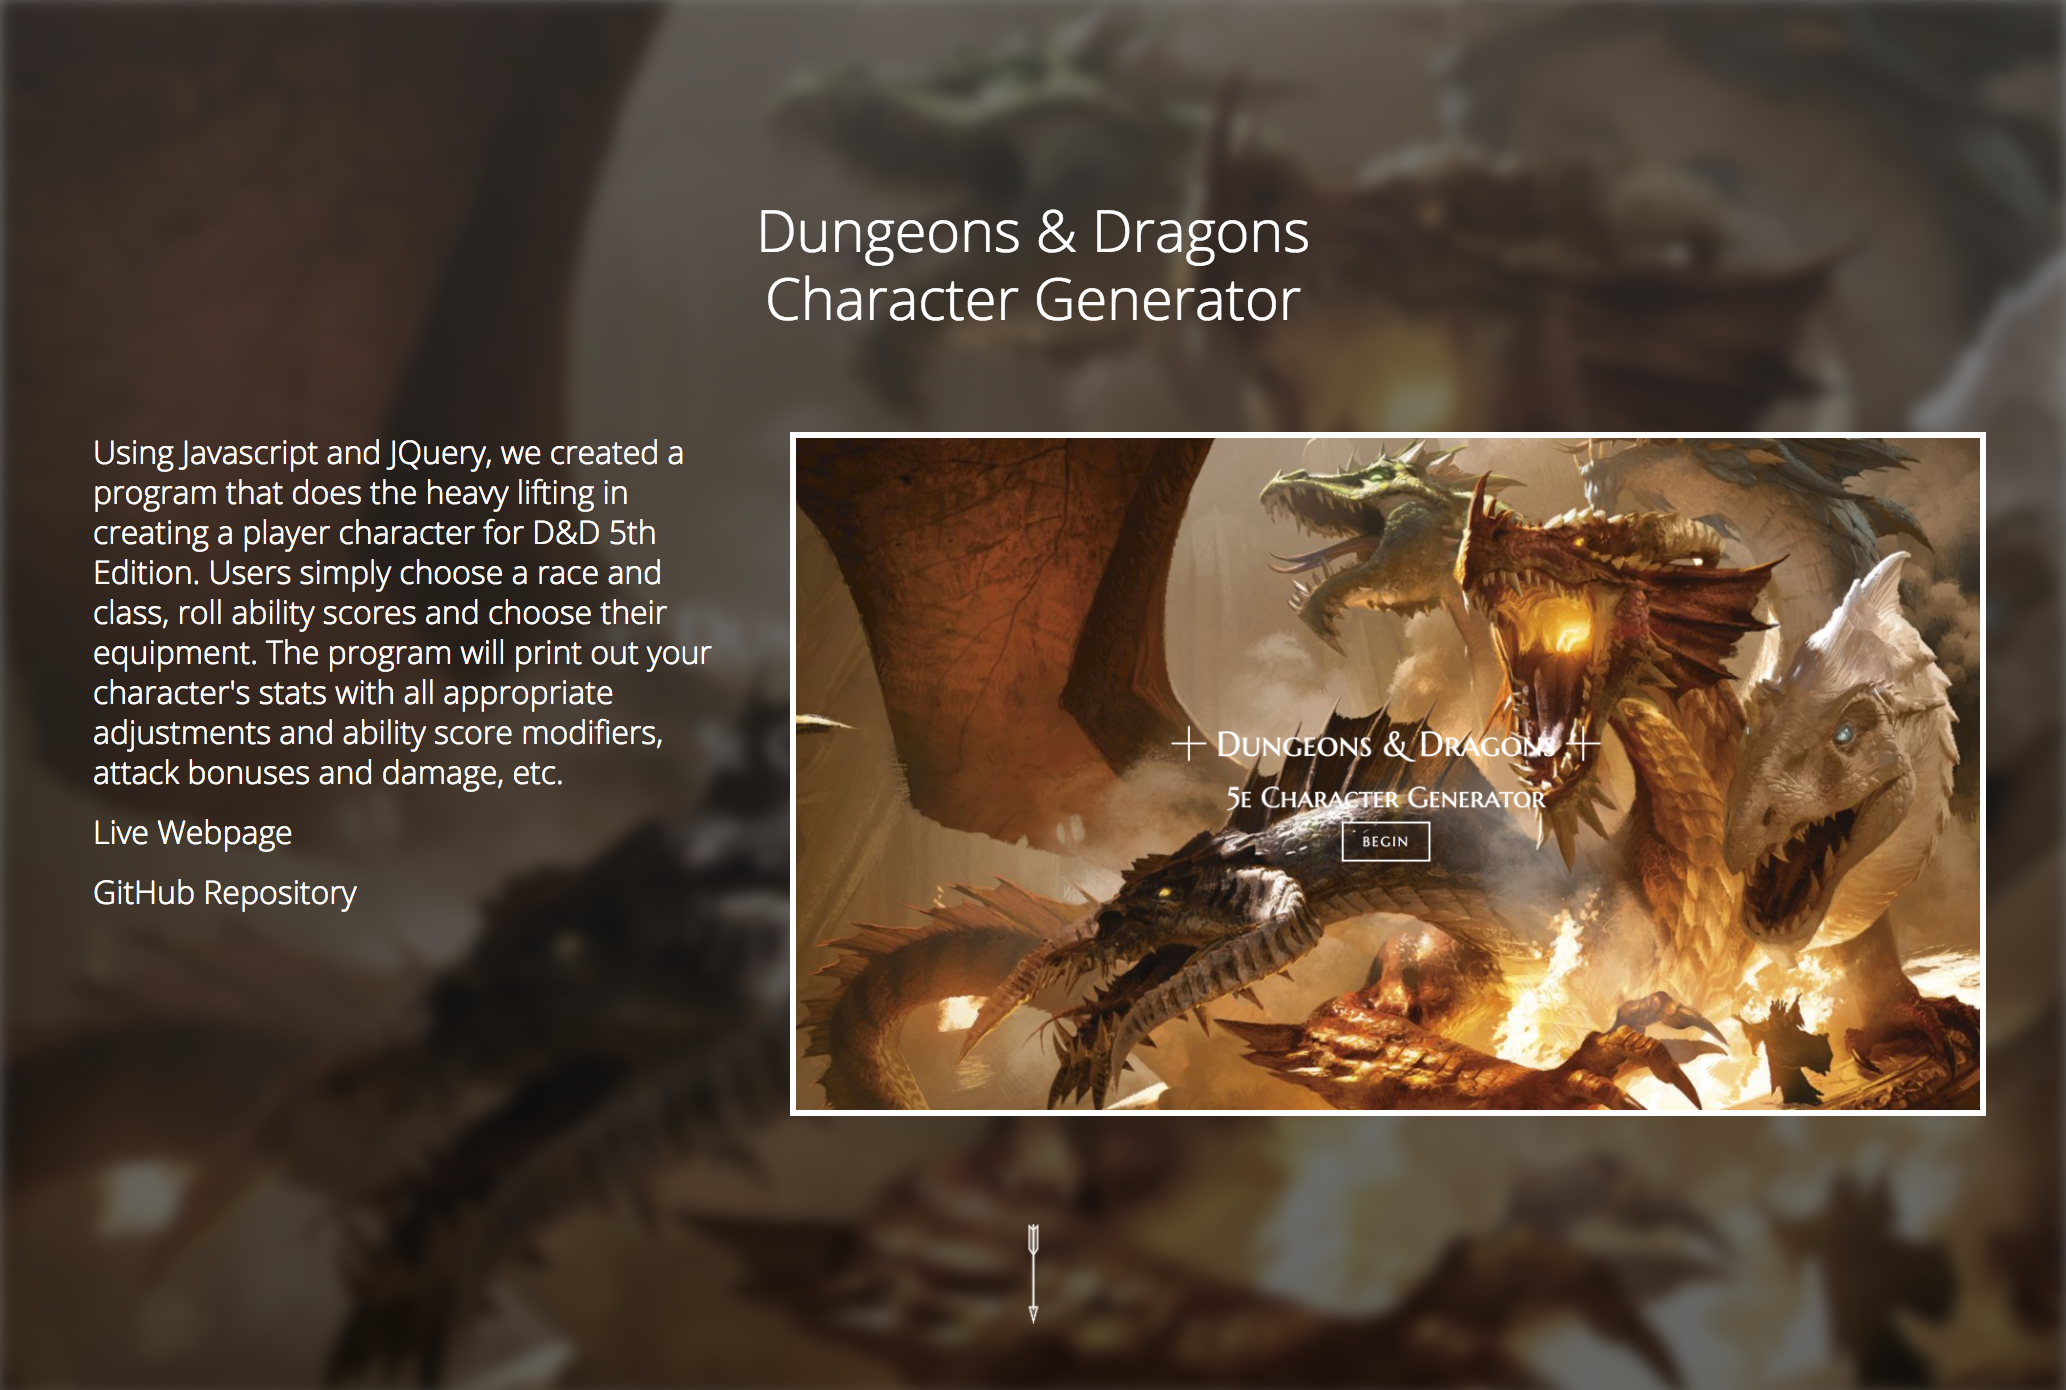 Dungeons & Dragons
Character Generator
Using Javascript and JQuery, we created a
program that does the heavy lifting in
creating a player character for D&D 5th
Edition. Users simply choose a race and
class, roll ability scores and choose their
equipment. The program will print out your
character's stats with all appropriate
adjustments and ability score modifiers,
attack bonuses and damage, etc.
Live Webpage
GitHub Repository
Dungeons & Dragons
5e Character Generator
BEGIN